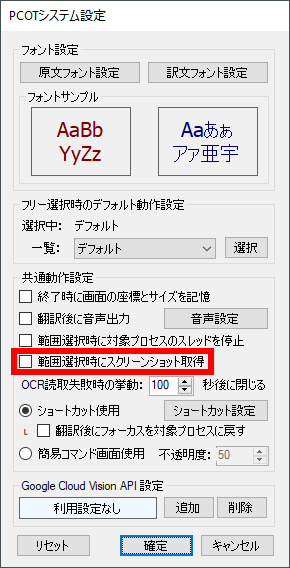 PCOTシステム設定
フォント設定
原文フォント設定 訳文フォント設定
フォントサンプル
AaBb Aaあぁ
YyZz アァ亜宇
フリー選択時のデフォルト動作設定
選択中: デフォルト
一覧: デフォルト 選択
共通動作設定
終了時に画面の座標とサイズを記憶
翻訳後に音声出力 音声設定
範囲選択時に対象プロセスのスレッドを停止
範囲選択時にスクリーンショット取得
OCR読取失敗時の挙動: 100 秒後に閉じる
ショートカット使用 ショートカット設定
└ 翻訳後にフォーカスを対象プロセスに戻す
簡易コマンド画面使用 不透明度: 50
Google Cloud Vision API 設定
利用設定なし 追加 削除
リセット 確定 キャンセル